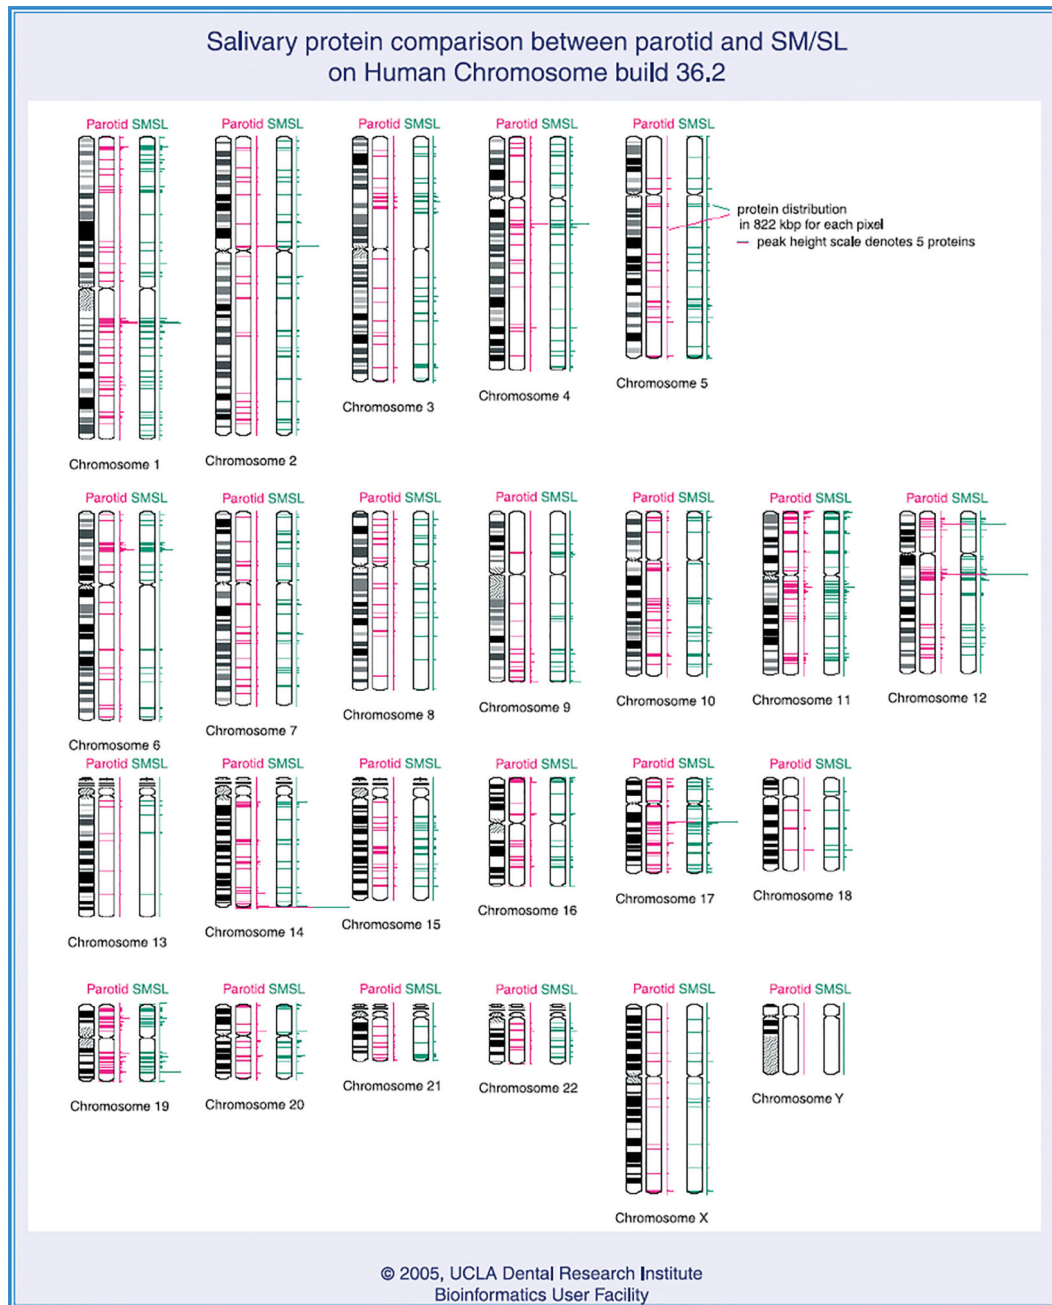 Salivary protein comparison between parotid and SM/SL
on Human Chromosome build 36.2
Parotid SMSL
Parotid SMSL
Parotid SMSL
Parotid SMSL
Parotid SMSL
protein distribution
in 822 kbp for each pixel
peak height scale denotes 5 proteins
Chromosome 1
Chromosome 2
Chromosome 3
Chromosome 4
Chromosome 5
Parotid SMSL
Parotid SMSL
Parotid SMSL
Parotid SMSL
Parotid SMSL
Parotid SMSL
Parotid SMSL
Chromosome 6
Chromosome 7
Chromosome 8
Chromosome 9
Chromosome 10
Chromosome 11
Chromosome 12
Parotid SMSL
Parotid SMSL
Parotid SMSL
Parotid SMSL
Parotid SMSL
Parotid SMSL
Chromosome 13
Chromosome 14
Chromosome 15
Chromosome 16
Chromosome 17
Chromosome 18
Parotid SMSL
Parotid SMSL
Parotid SMSL
Parotid SMSL
Parotid SMSL
Parotid SMSL
Chromosome 19
Chromosome 20
Chromosome 21
Chromosome 22
Chromosome X
Chromosome Y
© 2005, UCLA Dental Research Institute
Bioinformatics User Facility